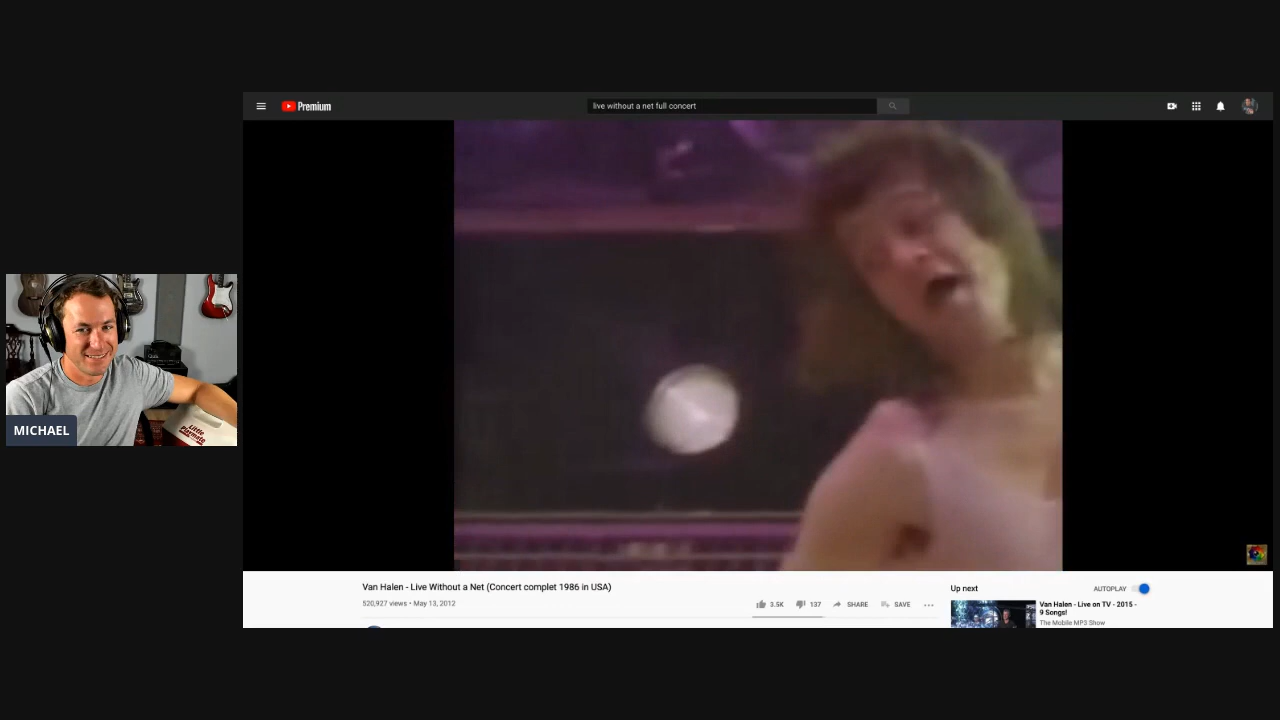 Premium
live without a net full concert
Little
Playmate
MICHAEL
Van Halen - Live Without a Net (Concert complet 1986 in USA)
520,927 views • May 13, 2012
3.5K
137
SHARE
SAVE
Up next
AUTOPLAY
Van Halen - Live on TV - 2015 -
9 Songs!
The Mobile MP3 Show